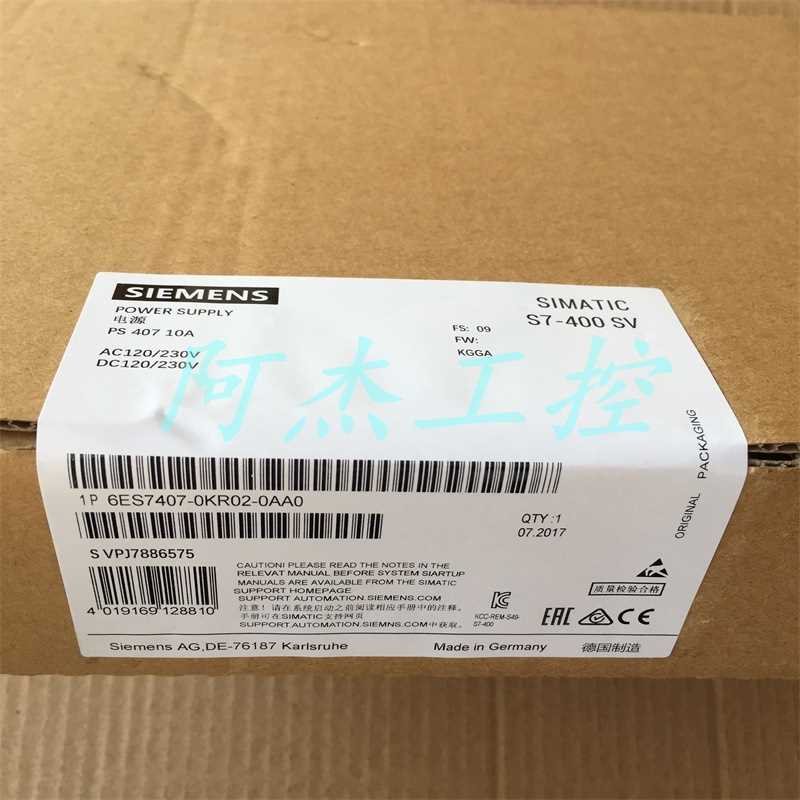 SIEMENS
POWER SUPPLY
电源
PS 407 10A
AC120/230V
DC120/230V
FS: 09
FW:
KGGA
SIMATIC
S7-400 SV
阿杰工控
1P 6ES7407-0KR02-0AA0
QTY :1
07.2017
S VPJ7886575
4 019169 128810
CAUTION! PLEASE READ THE NOTES IN THE
RELEVAT MANUAL BEFORE SYSTEM SIARTUP
MANUALS ARE AVAILABLE FROM THE SIMATIC
SUPPORT HOMEPAGE
SUPPORT.AUTOMATION.SIEMENS.COM
注意！请在系统启动之前阅读相应手册中的注释。
手册可在SIMATIC支持网页
SUPPORT.AUTOMATION.SIEMNS.COM中获取。
KCC-REM-S49-
S7-400
EAC
CE
质量检验合格
ORIGINAL PACKAGING
Siemens AG,DE-76187 Karlsruhe
Made in Germany
德国制造